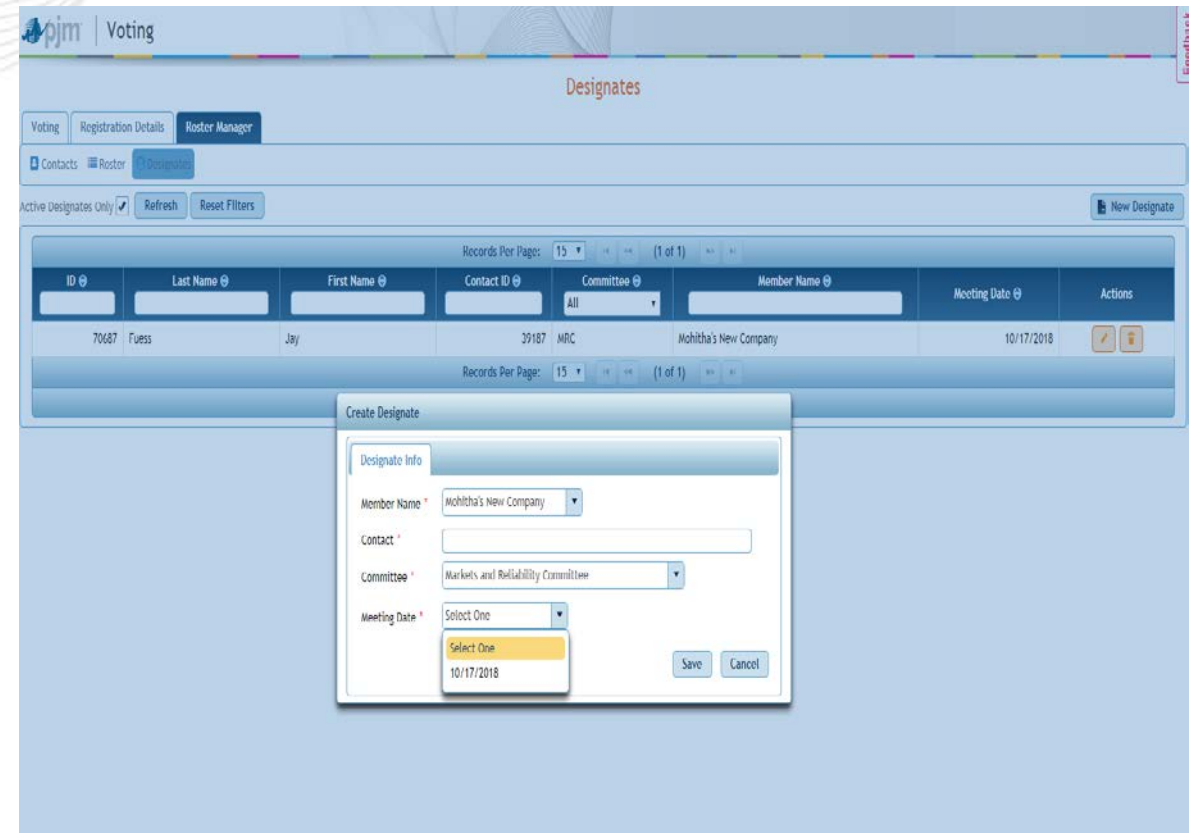 pjm Voting
Feedback
Designates
Voting Registration Details Roster Manager
Contacts Roster Designates
Active Designates Only Refresh Reset Filters New Designate
Records Per Page: 15 (1 of 1)
ID Last Name First Name Contact ID Committee Member Name Meeting Date Actions
All
70687 Fuess Jay 39187 MRC Mohitha's New Company 10/17/2018
Records Per Page: 15 (1 of 1)
Create Designate
Designate Info
Member Name * Mohitha's New Company
Contact *
Committee * Markets and Reliability Committee
Meeting Date * Select One
Select One
10/17/2018
Save Cancel